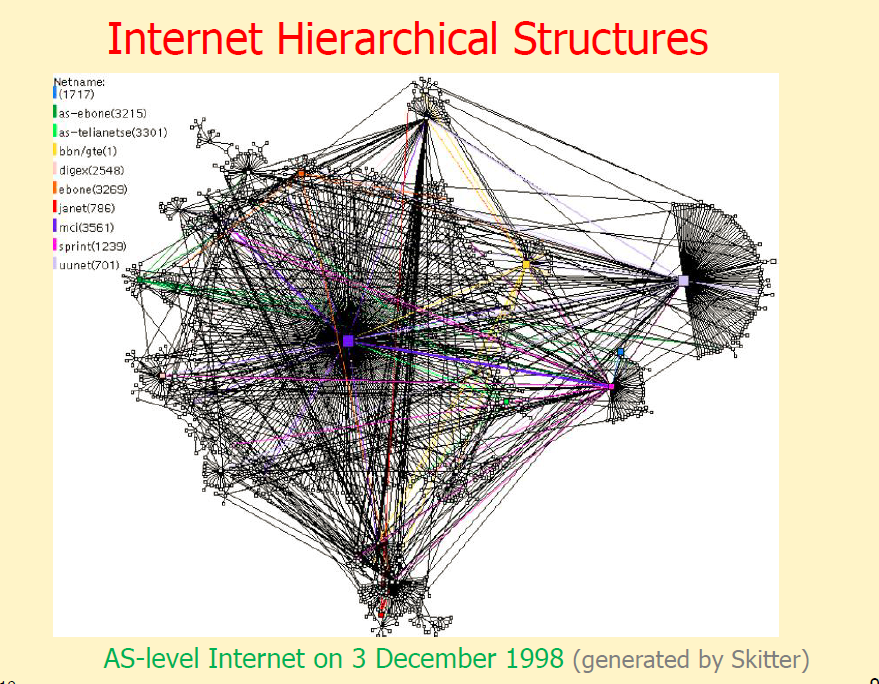 Internet Hierarchical Structures
Netname:
(1717)
as-ebone(3215)
as-telianetse(3301)
bbn/gte(1)
digex(2548)
ebone(3269)
janet(786)
mci(3561)
sprint(1239)
uunet(701)
AS-level Internet on 3 December 1998 (generated by Skitter)